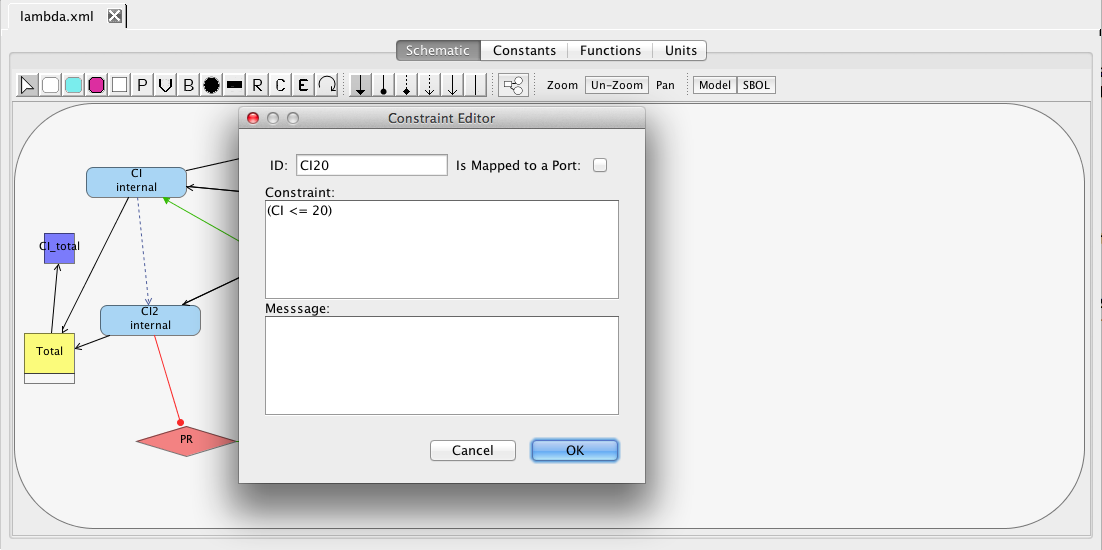 lambda.xml
Schematic Constants Functions Units
P V B R C E Zoom Un-Zoom Pan Model SBOL
Constraint Editor
ID: CI20 Is Mapped to a Port:
Constraint:
(CI <= 20)
Messsage:
Cancel OK
CI
internal
CI_total
CI2
internal
Total
PR